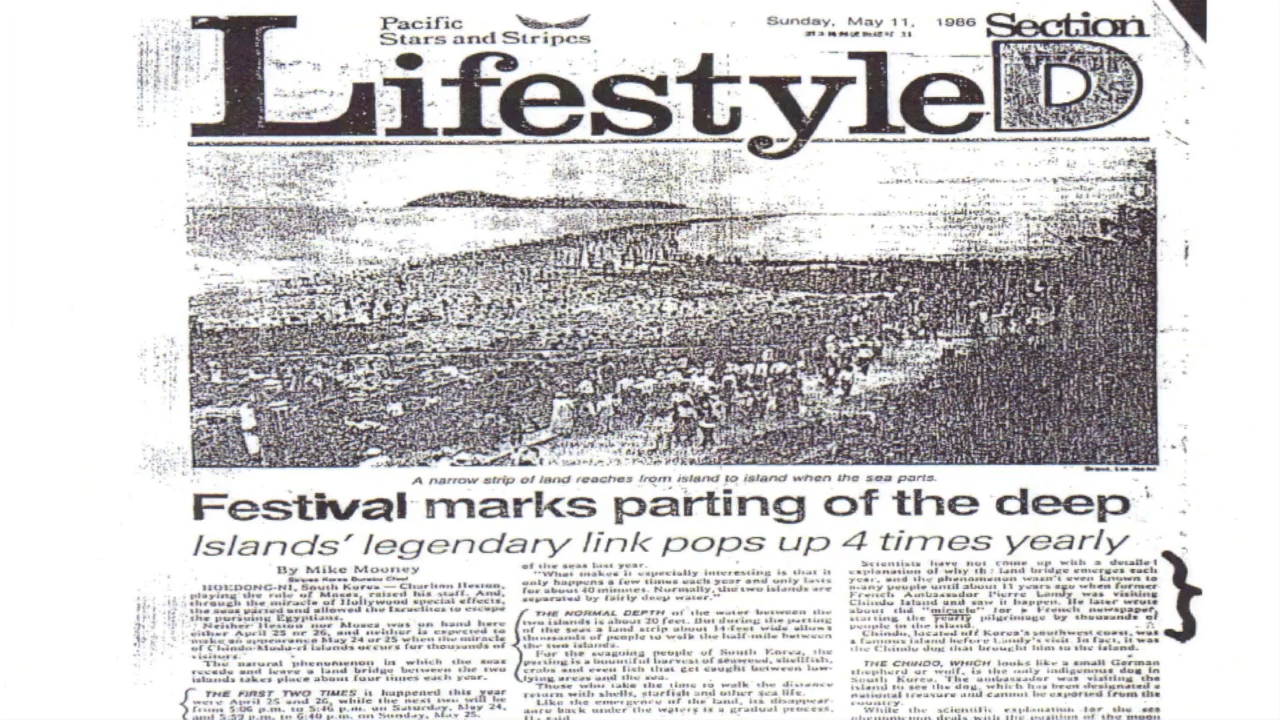 Pacific
Stars and Stripes
Sunday, May 11, 1986
Section
Lifestyle D
A narrow strip of land reaches from island to island when the sea parts.
Festival marks parting of the deep
Islands' legendary link pops up 4 times yearly
By Mike Mooney
Stripes Korea Bureau Chief
HOEDONG-NI, South Korea — Charlton Heston,
playing the role of Moses, raised his staff. And,
through the miracle of Hollywood special effects,
the seas parted and allowed the Israelites to escape
the pursuing Egyptians.
Neither Heston nor Moses was on hand here
either April 25 or 26, and neither is expected to
make an appearance May 24 or 25 when the miracle
of Chindo-Modo-ri islands occurs for thousands of
visitors.
The natural phenomenon in which the seas
recede and leave a land bridge between the two
islands takes place about four times each year.
THE FIRST TWO TIMES it happened this year
were April 25 and 26, while the next two will be
from 5:06 p.m. to 5:46 p.m. on Saturday, May 24,
and 5:59 p.m. to 6:40 p.m. on Sunday, May 25.
of the seas last year.
"What makes it especially interesting is that it
only happens a few times each year and only lasts
for about 40 minutes. Normally, the two islands are
separated by fairly deep water."
THE NORMAL DEPTH of the water between the
two islands is about 20 feet. But during the parting
of the seas a land strip about 14-feet wide allows
thousands of people to walk the half-mile between
the two islands.
For the seagoing people of South Korea, the
parting is a bountiful harvest of seaweed, shellfish,
crabs and even fish that get caught between low-
lying areas and the sea.
Those who take the time to walk the distance
return with shells, starfish and other sea life.
Like the emergence of the land, its disappear-
ance back under the waters is a gradual process,
Scientists have not come up with a detailed
explanation of why the land bridge emerges each
year, and the phenomenon wasn't even known to
many people until about 11 years ago when former
French Ambassador Pierre Landy was visiting
Chindo Island and saw it happen. He later wrote
about the "miracle" for a French newspaper,
starting the yearly pilgrimage by thousands of
people to the island.
Chindo, located off Korea's southwest coast, was
a famous island before Landy's visit. In fact, it was
the Chindo dog that brought him to the island.
THE CHINDO, WHICH looks like a small German
shepherd or wolf, is the only indigenous dog in
South Korea. The ambassador was visiting the
island to see the dog, which has been designated a
national treasure and cannot be exported from the
country.
While the scientific explanation for the sea
phenomenon deals with the position of the moon